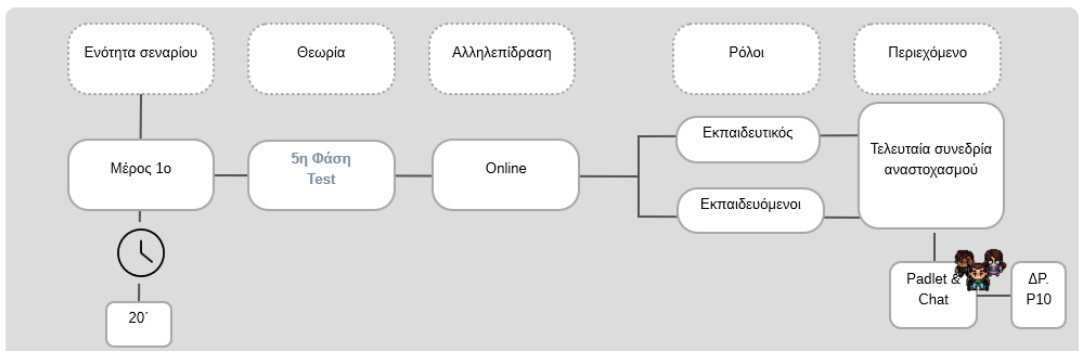 Ενότητα σεναρίου
Θεωρία
Αλληλεπίδραση
Ρόλοι
Περιεχόμενο
Μέρος 1ο
5η Φάση
Test
Online
Εκπαιδευτικός
Εκπαιδευόμενοι
Τελευταία συνεδρία
αναστοχασμού
20΄
Padlet &
Chat
ΔΡ.
P10